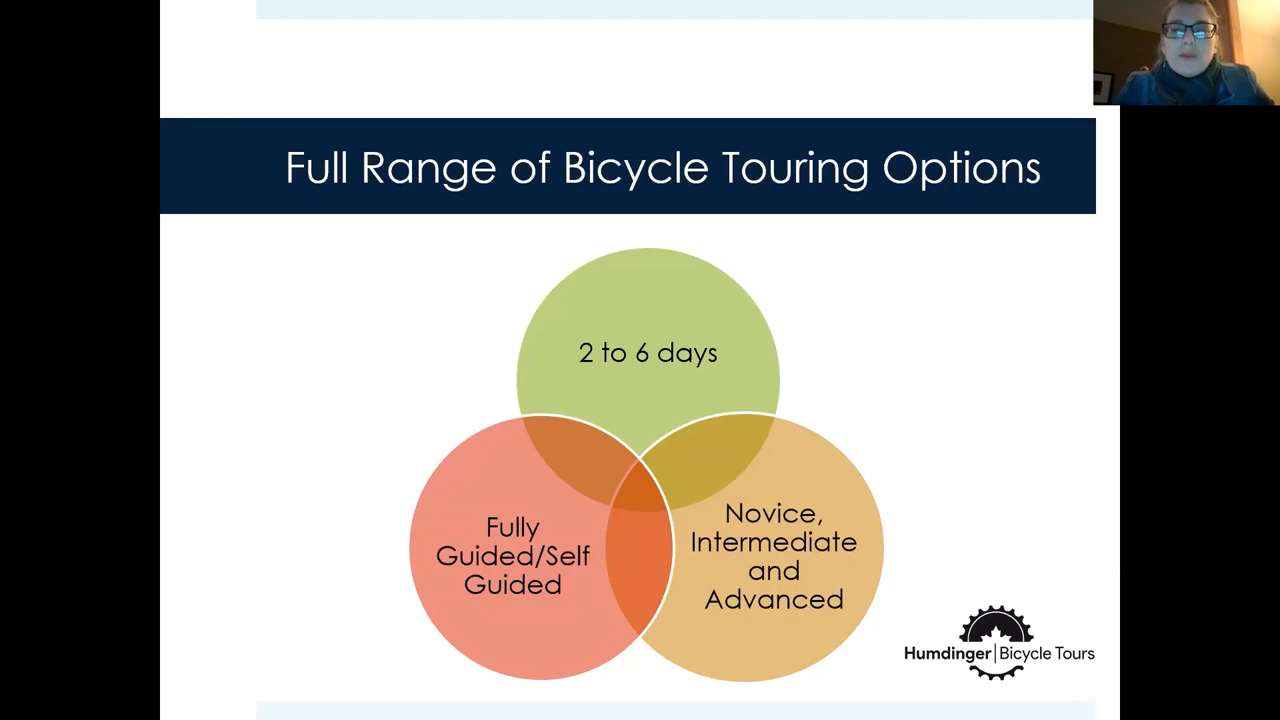 Full Range of Bicycle Touring Options
2 to 6 days
Fully
Guided/Self
Guided
Novice,
Intermediate
and
Advanced
Humdinger|Bicycle Tours